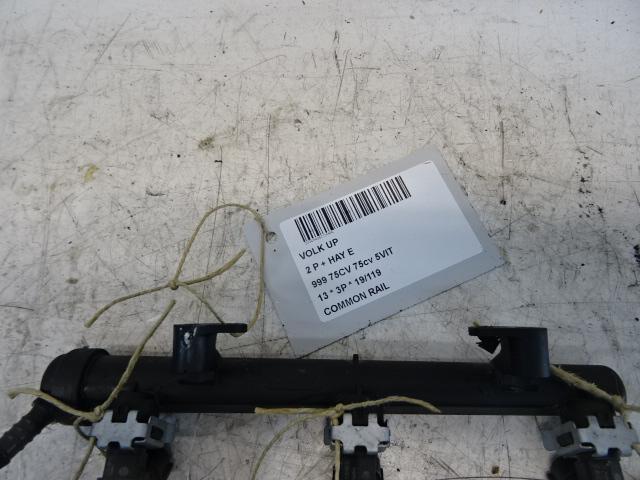 VOLK UP
2 P + HAY E
999 75CV 75cv 5VIT
13 * 3P * 19/119
COMMON RAIL